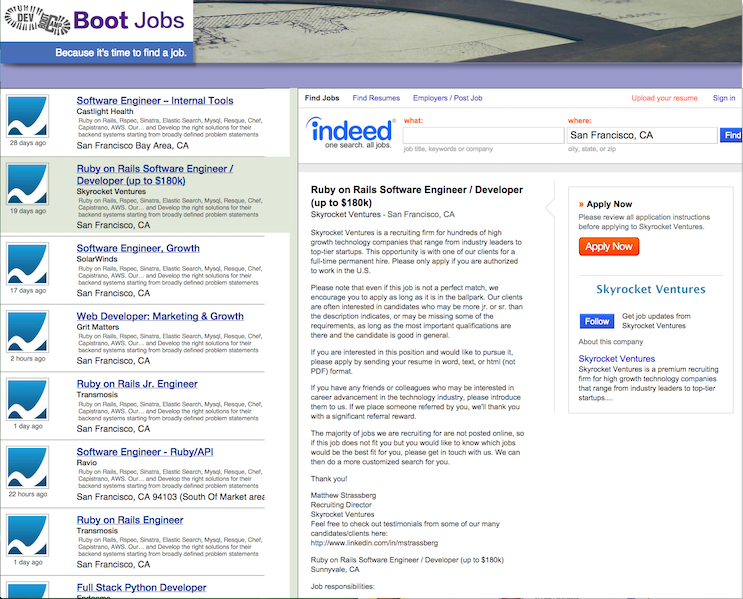 DEV
Boot Jobs
Because it's time to find a job.
Software Engineer – Internal Tools
Castlight Health
Ruby on Rails, Rspec, Sinatra, Elastic Search, Mysql, Resque, Chef,
Capistrano, AWS. Our... and Develop the right solutions for their
backend systems starting from broadly defined problem statements
28 days ago
San Francisco Bay Area, CA
Ruby on Rails Software Engineer /
Developer (up to $180k)
Skyrocket Ventures
Ruby on Rails, Rspec, Sinatra, Elastic Search, Mysql, Resque, Chef,
Capistrano, AWS. Our... and Develop the right solutions for their
backend systems starting from broadly defined problem statements
19 days ago
San Francisco, CA
Software Engineer, Growth
SolarWinds
Ruby on Rails, Rspec, Sinatra, Elastic Search, Mysql, Resque, Chef,
Capistrano, AWS. Our... and Develop the right solutions for their
backend systems starting from broadly defined problem statements
17 days ago
San Francisco, CA
Web Developer: Marketing & Growth
Grit Matters
Ruby on Rails, Rspec, Sinatra, Elastic Search, Mysql, Resque, Chef,
Capistrano, AWS. Our... and Develop the right solutions for their
backend systems starting from broadly defined problem statements
2 hours ago
San Francisco, CA
Ruby on Rails Jr. Engineer
Transmosis
Ruby on Rails, Rspec, Sinatra, Elastic Search, Mysql, Resque, Chef,
Capistrano, AWS. Our... and Develop the right solutions for their
backend systems starting from broadly defined problem statements
1 day ago
San Francisco, CA
Software Engineer - Ruby/API
Ravio
Ruby on Rails, Rspec, Sinatra, Elastic Search, Mysql, Resque, Chef,
Capistrano, AWS. Our... and Develop the right solutions for their
backend systems starting from broadly defined problem statements
22 hours ago
San Francisco, CA 94103 (South Of Market area
Ruby on Rails Engineer
Transmosis
Ruby on Rails, Rspec, Sinatra, Elastic Search, Mysql, Resque, Chef,
Capistrano, AWS. Our... and Develop the right solutions for their
backend systems starting from broadly defined problem statements
1 day ago
San Francisco, CA
Full Stack Python Developer
Find Jobs Find Resumes Employers / Post Job Upload your resume Sign in
indeed
one search. all jobs.
what:
job title, keywords or company
where:
San Francisco, CA
city, state, or zip
Find
Ruby on Rails Software Engineer / Developer
(up to $180k)
Skyrocket Ventures - San Francisco, CA
Skyrocket Ventures is a recruiting firm for hundreds of high
growth technology companies that range from industry leaders to
top-tier startups. This opportunity is with one of our clients for a
full-time permanent hire. Please only apply if you are authorized
to work in the U.S.
Please note that even if this job is not a perfect match, we
encourage you to apply as long as it is in the ballpark. Our clients
are often interested in candidates who may be more jr. or sr. than
the description indicates, or may be missing some of the
requirements, as long as the most important qualifications are
there and the candidate is good in general.
If you are interested in this position and would like to pursue it,
please apply by sending your resume in word, text, or html (not
PDF) format.
If you have any friends or colleagues who may be interested in
career advancement in the technology industry, please introduce
them to us. If we place someone referred by you, we'll thank you
with a significant referral reward.
The majority of jobs we are recruiting for are not posted online, so
if this job does not fit you but you would like to know which jobs
would be the best fit for you, please get in touch with us. We can
then do a more customized search for you.
Thank you!
Matthew Strassberg
Recruiting Director
Skyrocket Ventures
Feel free to check out testimonials from some of our many
candidates/clients here:
http://www.linkedin.com/in/mstrassberg
Ruby on Rails Software Engineer / Developer (up to $180k)
Sunnyvale, CA
Job responsibilities:
» Apply Now
Please review all application instructions
before applying to Skyrocket Ventures.
Apply Now
Skyrocket Ventures
Follow
Get job updates from
Skyrocket Ventures
About this company
Skyrocket Ventures
Skyrocket Ventures is a premium recruiting
firm for high growth technology companies
that range from industry leaders to top-tier
startups....